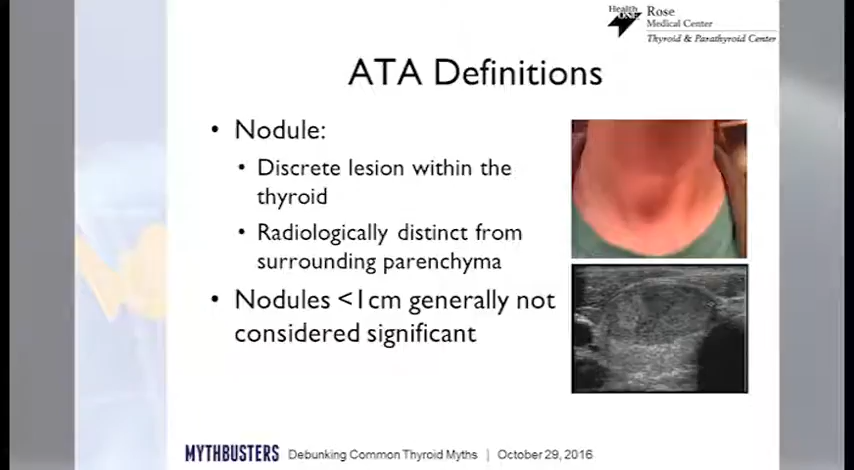 Health
ONE
Rose
Medical Center
Thyroid & Parathyroid Center
ATA Definitions
• Nodule:
• Discrete lesion within the
thyroid
• Radiologically distinct from
surrounding parenchyma
• Nodules <1cm generally not
considered significant
MYTHBUSTERS Debunking Common Thyroid Myths | October 29, 2016